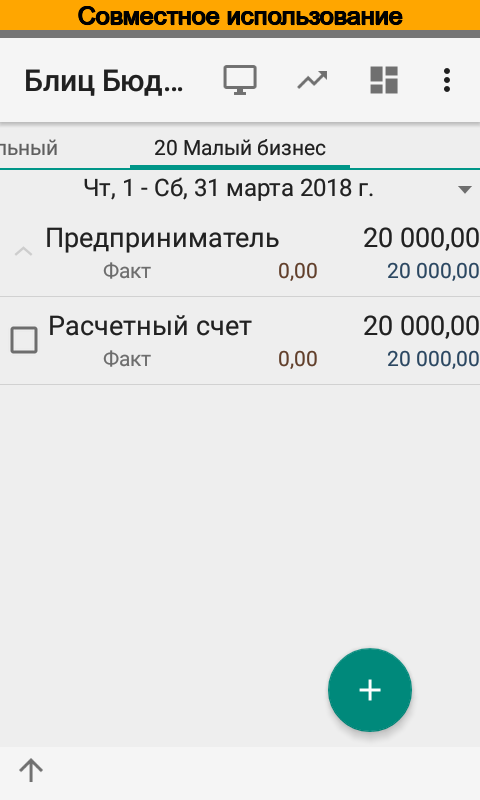 Совместное использование
Блиц Бюд...
льный 20 Малый бизнес
Чт, 1 - Сб, 31 марта 2018 г.
Предприниматель 20 000,00
Факт 0,00 20 000,00
Расчетный счет 20 000,00
Факт 0,00 20 000,00